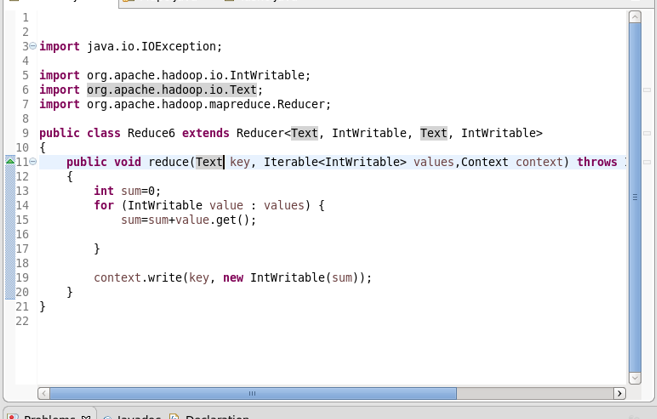 1
2
3 import java.io.IOException;
4
5 import org.apache.hadoop.io.IntWritable;
6 import org.apache.hadoop.io.Text;
7 import org.apache.hadoop.mapreduce.Reducer;
8
9 public class Reduce6 extends Reducer<Text, IntWritable, Text, IntWritable>
10 {
11 public void reduce(Text key, Iterable<IntWritable> values,Context context) throws
12 {
13 int sum=0;
14 for (IntWritable value : values) {
15 sum=sum+value.get();
16
17 }
18
19 context.write(key, new IntWritable(sum));
20 }
21 }
22
Problems Javadoc Declaration